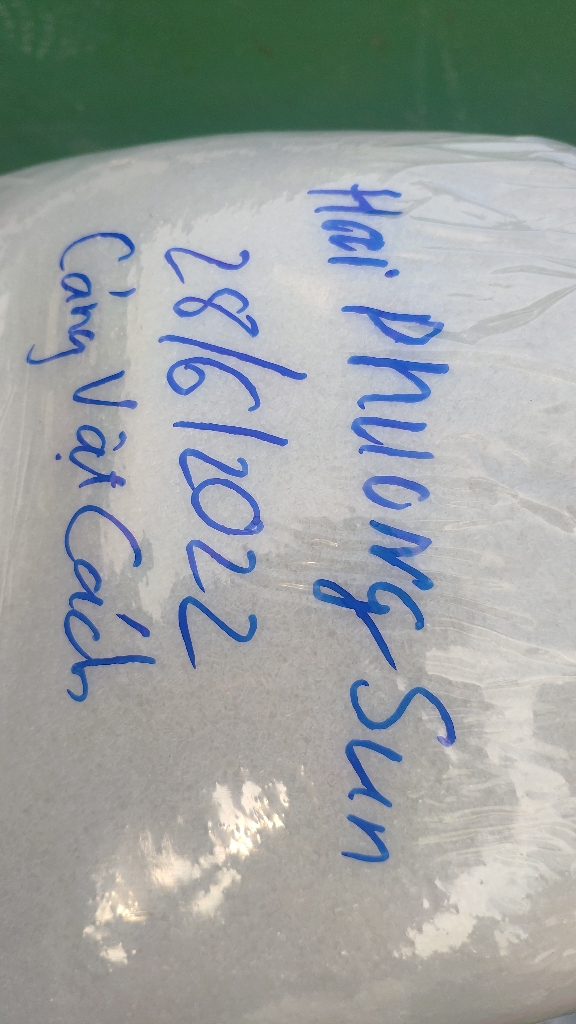 Hai Phuong Sun
28/6/2022
Cảng Vật Cách